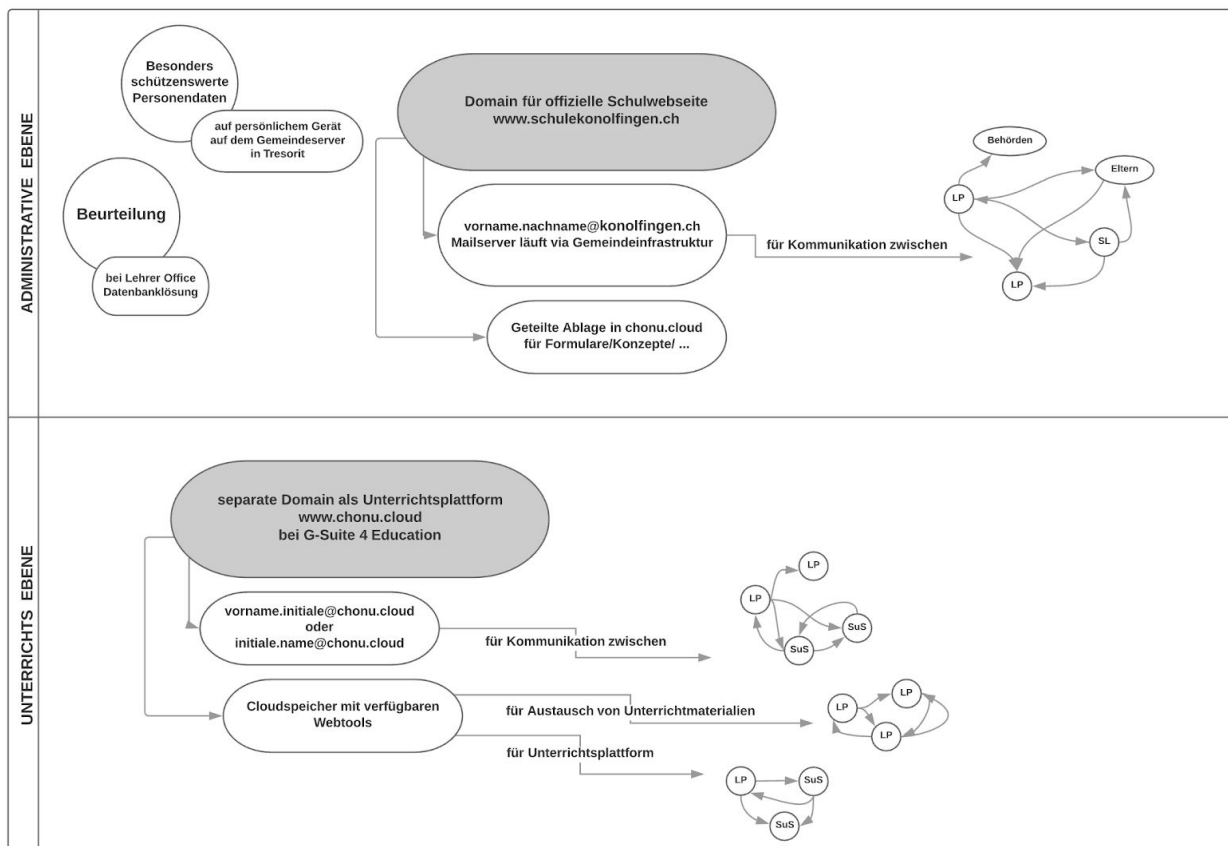 ADMINISTRATIVE EBENE
Besonders
schützenswerte
Personendaten
auf persönlichem Gerät
auf dem Gemeindeserver
in Tresorit
Beurteilung
bei Lehrer Office
Datenbanklösung
Domain für offizielle Schulwebseite
www.schulekonolfingen.ch
vorname.nachname@konolfingen.ch
Mailserver läuft via Gemeindeinfrastruktur
für Kommunikation zwischen
Behörden
Eltern
LP
SL
LP
Geteilte Ablage in chonu.cloud
für Formulare/Konzepte/ ...
UNTERRICHTS EBENE
separate Domain als Unterrichtsplattform
www.chonu.cloud
bei G-Suite 4 Education
vorname.initiale@chonu.cloud
oder
initiale.name@chonu.cloud
für Kommunikation zwischen
LP
LP
SuS
SuS
Cloudspeicher mit verfügbaren
Webtools
für Austausch von Unterrichtmaterialien
LP
LP
LP
für Unterrichtsplattform
LP
SuS
SuS